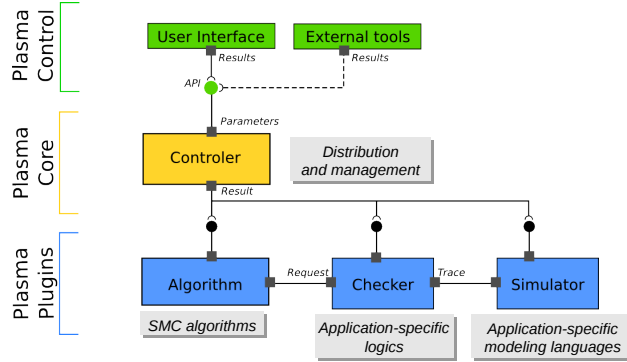 Plasma
Control
User Interface
External tools
Results
Results
API
Parameters
Plasma
Core
Controler
Distribution
and management
Result
Plasma
Plugins
Algorithm
Request
Checker
Trace
Simulator
SMC algorithms
Application-specific
logics
Application-specific
modeling languages